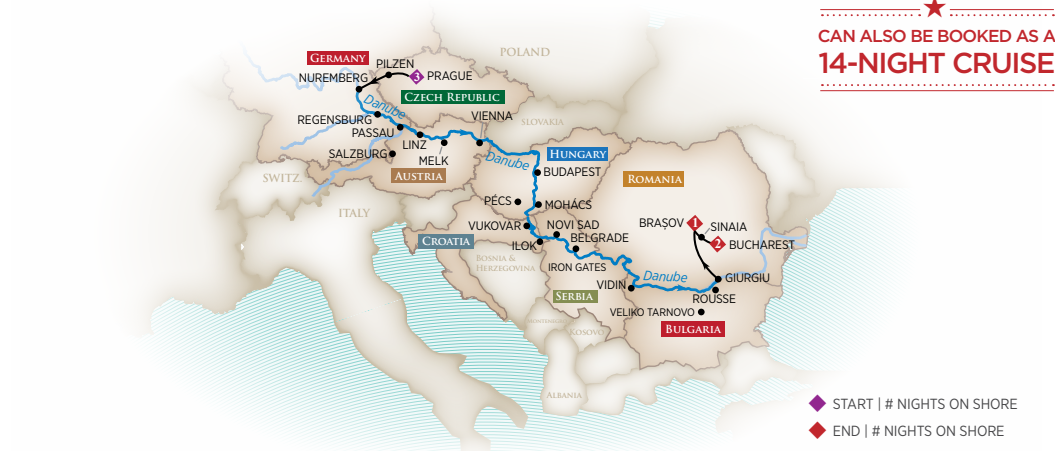 CAN ALSO BE BOOKED AS A
14-NIGHT CRUISE
POLAND
GERMANY
PILZEN
NUREMBERG
3
PRAGUE
CZECH REPUBLIC
Danube
REGENSBURG
VIENNA
PASSAU
SLOVAKIA
LINZ
SALZBURG
MELK
Danube
HUNGARY
BUDAPEST
SWITZ.
AUSTRIA
ROMANIA
PÉCS
MOHÁCS
ITALY
VUKOVAR
NOVI SAD
BRAȘOV
1
SINAIA
CROATIA
ILOK
BELGRADE
2
BUCHAREST
BOSNIA &
HERZEGOVINA
IRON GATES
Danube
GIURGIU
VIDIN
SERBIA
ROUSSE
VELIKO TARNOVO
MONTENEGRO
KOSOVO
BULGARIA
ALBANIA
START | # NIGHTS ON SHORE
END | # NIGHTS ON SHORE